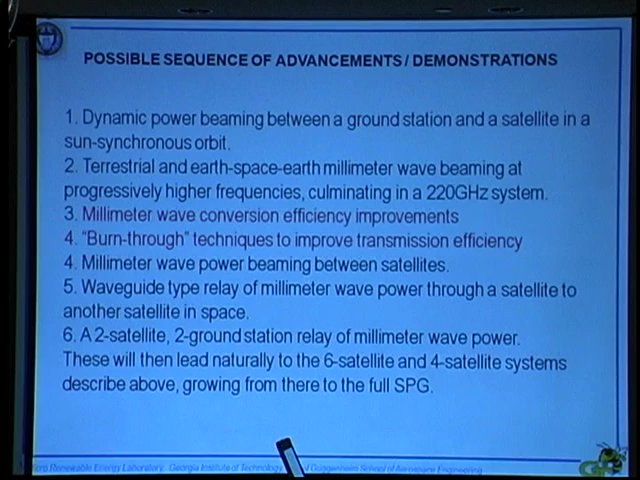 POSSIBLE SEQUENCE OF ADVANCEMENTS / DEMONSTRATIONS
1. Dynamic power beaming between a ground station and a satellite in a
sun-synchronous orbit.
2. Terrestrial and earth-space-earth millimeter wave beaming at
progressively higher frequencies, culminating in a 220GHz system.
3. Millimeter wave conversion efficiency improvements
4. "Burn-through" techniques to improve transmission efficiency
4. Millimeter wave power beaming between satellites.
5. Waveguide type relay of millimeter wave power through a satellite to
another satellite in space.
6. A 2-satellite, 2-ground station relay of millimeter wave power.
These will then lead naturally to the 6-satellite and 4-satellite systems
describe above, growing from there to the full SPG.
Renewable Energy Laboratory. Georgia Institute of Technology Guggenheim School of Aerospace Engineering